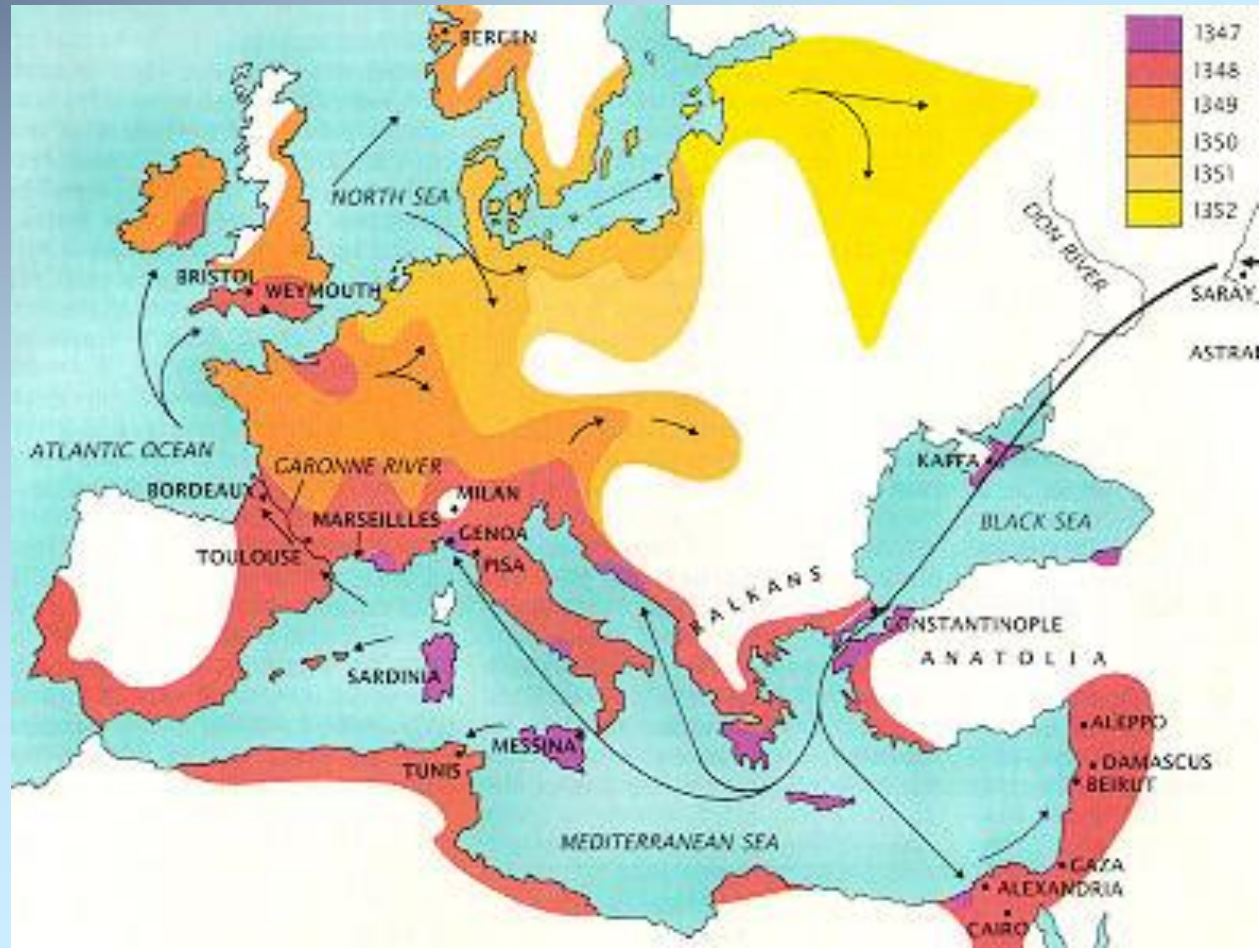 BERGEN
1347
1348
1349
1350
1351
1352
NORTH SEA
DON RIVER
BRISTOL
WEYMOUTH
SARAY
ATLANTIC OCEAN
GARONNE RIVER
KAFFA
BORDEAUX
MILAN
MARSEILLLES
GENOA
BLACK SEA
TOULOUSE
PISA
BALKANS
CONSTANTINOPLE
ANATOLIA
SARDINIA
ALEPPO
MESSINA
TUNIS
DAMASCUS
BEIRUT
MEDITERRANEAN SEA
GAZA
ALEXANDRIA
CAIRO